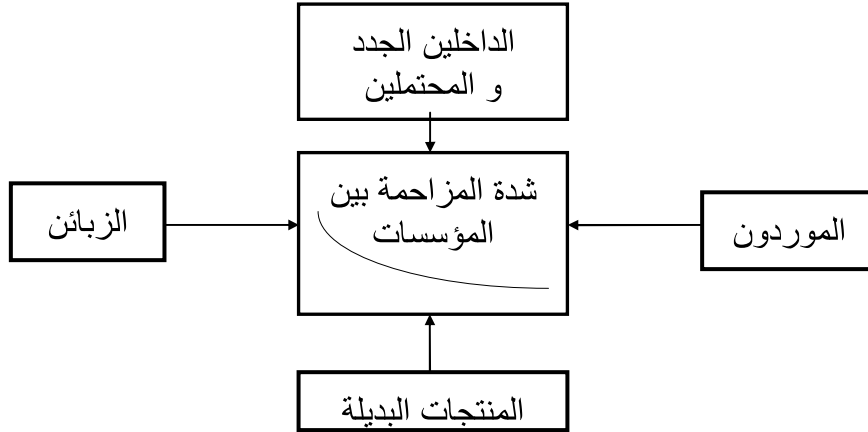 الداخلين الجدد
و المحتملين
شدة المزاحمة بين
المؤسسات
الموردون
الزبائن
المنتجات البديلة